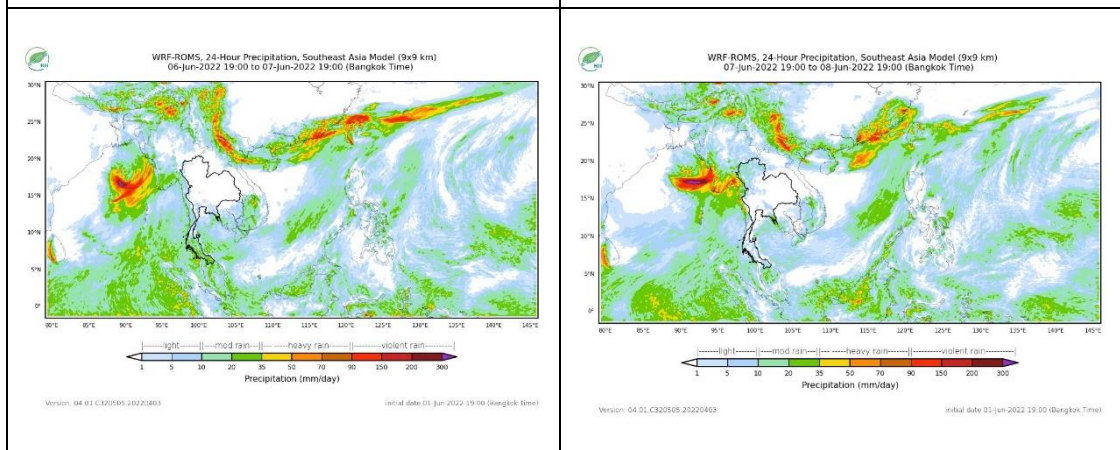 WRF-ROMS, 24-Hour Precipitation, Southeast Asia Model (9x9 km)
06-Jun-2022 19:00 to 07-Jun-2022 19:00 (Bangkok Time)
30°N
25°N
20°N
15°N
10°N
5°N
0°
80°E 85°E 90°E 95°E 100°E 105°E 110°E 115°E 120°E 125°E 130°E 135°E 140°E 145°E
|-------light--------||---mod rain---||--- -------heavy rain--------||-----------violent rain----------|
1 5 10 20 35 50 70 90 150 200 300
Precipitation (mm/day)
Version: 04.01.C320505.20220403
initial date 01-Jun-2022 19:00 (Bangkok Time)
WRF-ROMS, 24-Hour Precipitation, Southeast Asia Model (9x9 km)
07-Jun-2022 19:00 to 08-Jun-2022 19:00 (Bangkok Time)
30°N
25°N
20°N
15°N
10°N
5°N
0°
80°E 85°E 90°E 95°E 100°E 105°E 110°E 115°E 120°E 125°E 130°E 135°E 140°E 145°E
|-------light--------||---mod rain---||-----------heavy rain----------||-----------violent rain----------|
1 5 10 20 35 50 70 90 150 200 300
Precipitation (mm/day)
Version: 04.01.C320505.20220403
initial date 01-Jun-2022 19:00 (Bangkok Time)